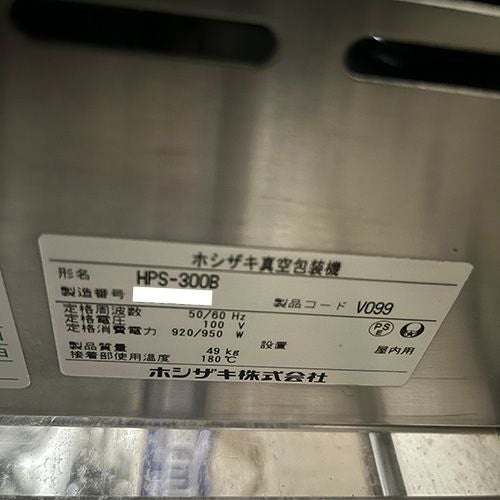 ホシザキ真空包装機
形名 HPS-300B
製造番号
製品コード V099
定格周波数 50/60 Hz
定格電圧 100 V
定格消費電力 920/950 W
PSE
製品質量 49 kg 設置 屋内用
接着部使用温度 180℃
ホシザキ株式会社